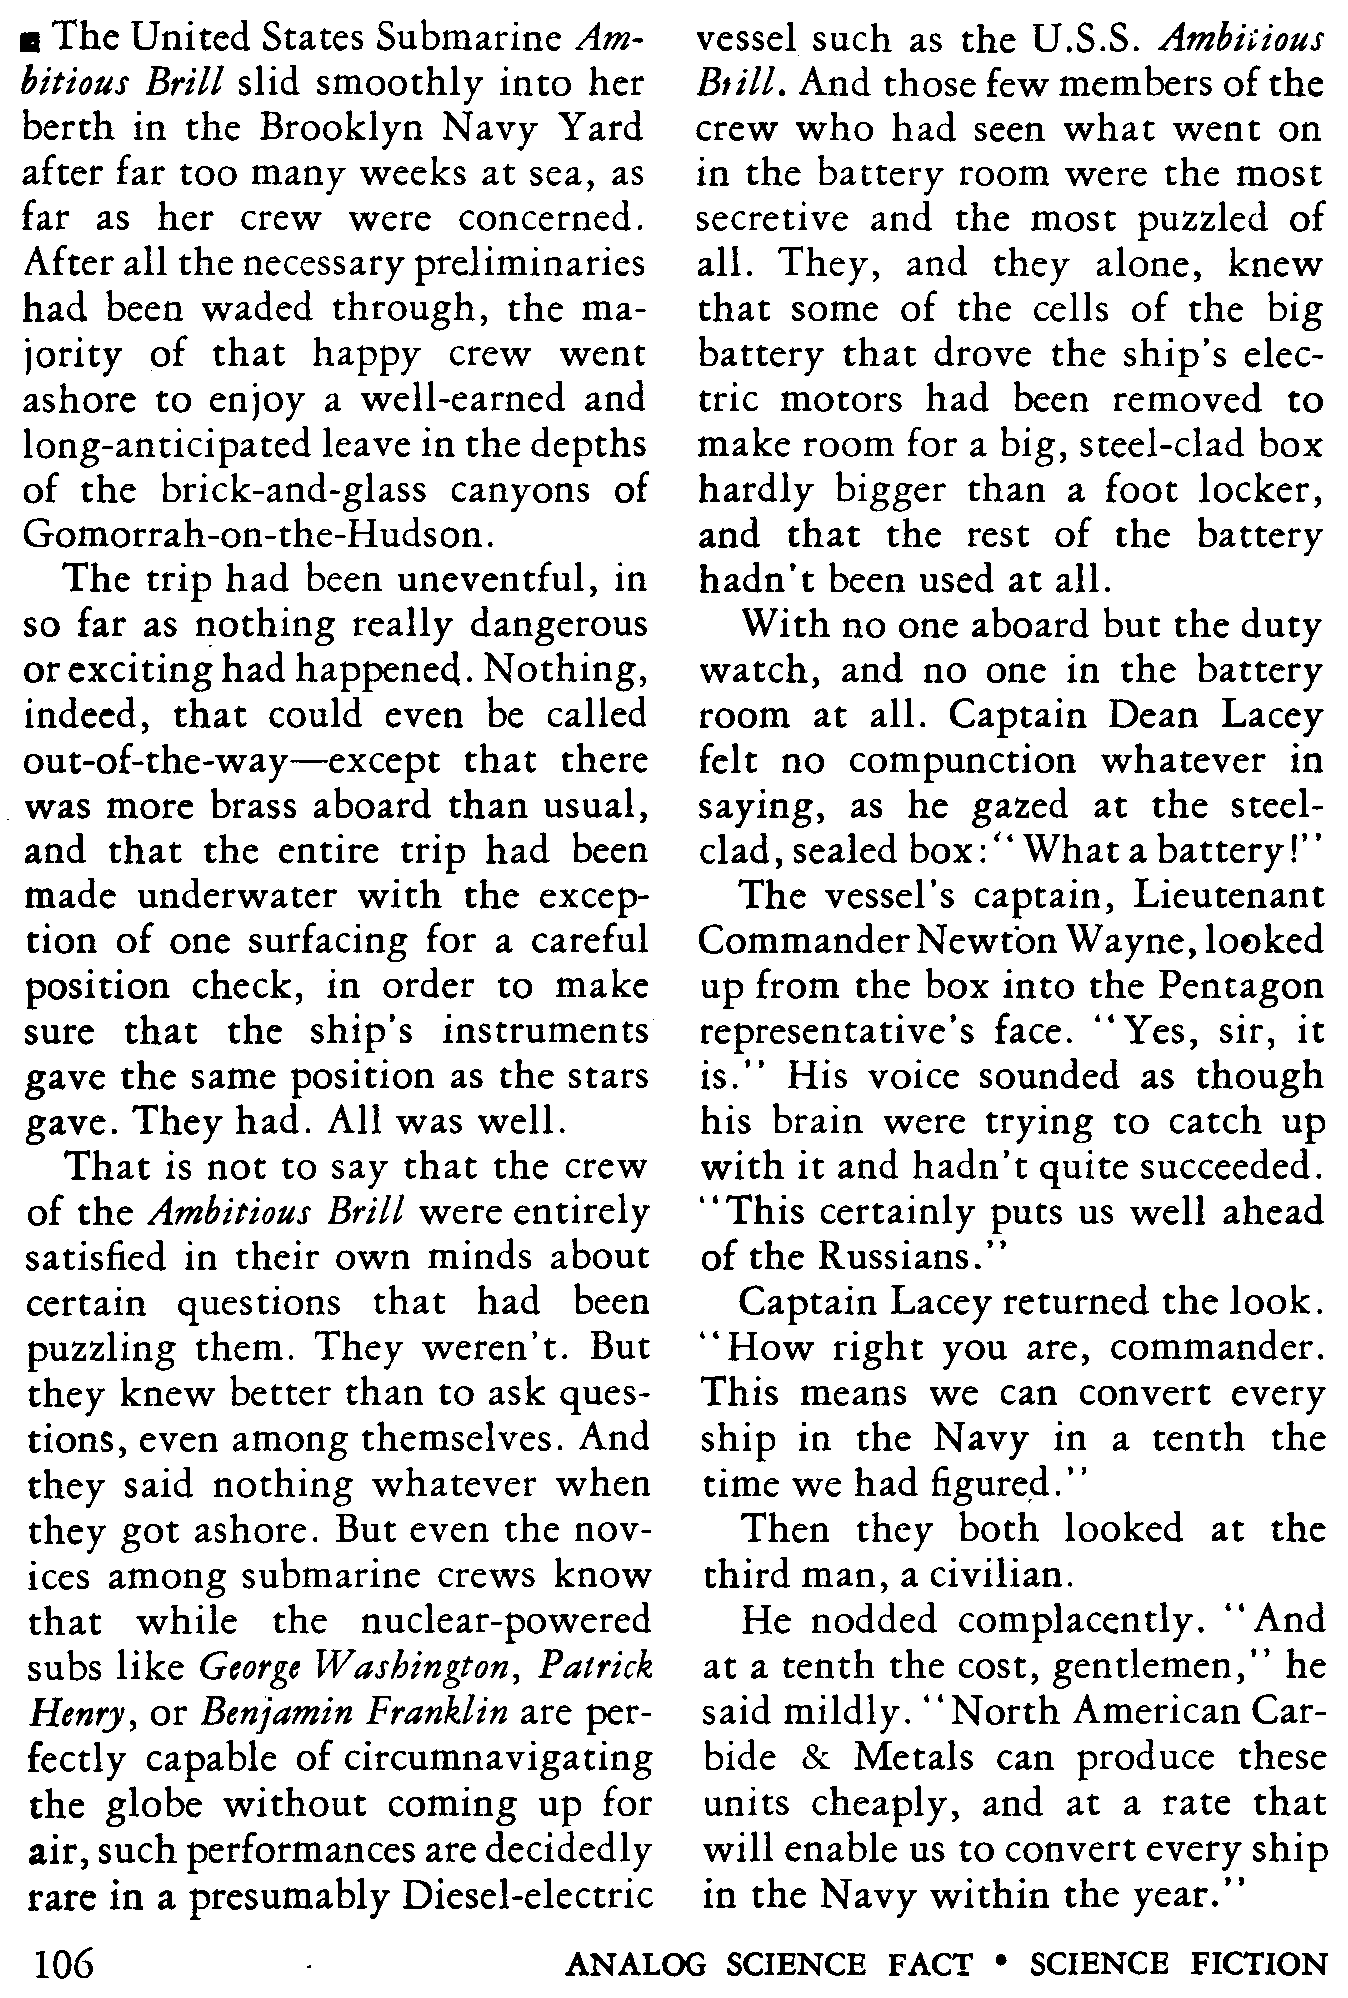 ■ The United States Submarine Am-
bitious Brill slid smoothly into her
berth in the Brooklyn Navy Yard
after far too many weeks at sea, as
far as her crew were concerned.
After all the necessary preliminaries
had been waded through, the ma-
jority of that happy crew went
ashore to enjoy a well-earned and
long-anticipated leave in the depths
of the brick-and-glass canyons of
Gomorrah-on-the-Hudson.
The trip had been uneventful, in
so far as nothing really dangerous
or exciting had happened. Nothing,
indeed, that could even be called
out-of-the-way—except that there
was more brass aboard than usual,
and that the entire trip had been
made underwater with the excep-
tion of one surfacing for a careful
position check, in order to make
sure that the ship's instruments
gave the same position as the stars
gave. They had. All was well.
That is not to say that the crew
of the Ambitious Brill were entirely
satisfied in their own minds about
certain questions that had been
puzzling them. They weren't. But
they knew better than to ask ques-
tions, even among themselves. And
they said nothing whatever when
they got ashore. But even the nov-
ices among submarine crews know
that while the nuclear-powered
subs like George Washington, Patrick
Henry, or Benjamin Franklin are per-
fectly capable of circumnavigating
the globe without coming up for
air, such performances are decidedly
rare in a presumably Diesel-electric
vessel such as the U.S.S. Ambitious
Brill. And those few members of the
crew who had seen what went on
in the battery room were the most
secretive and the most puzzled of
all. They, and they alone, knew
that some of the cells of the big
battery that drove the ship's elec-
tric motors had been removed to
make room for a big, steel-clad box
hardly bigger than a foot locker,
and that the rest of the battery
hadn't been used at all.
With no one aboard but the duty
watch, and no one in the battery
room at all. Captain Dean Lacey
felt no compunction whatever in
saying, as he gazed at the steel-
clad, sealed box: "What a battery!"
The vessel's captain, Lieutenant
Commander Newton Wayne, looked
up from the box into the Pentagon
representative's face. "Yes, sir, it
is." His voice sounded as though
his brain were trying to catch up
with it and hadn't quite succeeded.
"This certainly puts us well ahead
of the Russians."
Captain Lacey returned the look.
"How right you are, commander.
This means we can convert every
ship in the Navy in a tenth the
time we had figured."
Then they both looked at the
third man, a civilian.
He nodded complacently. "And
at a tenth the cost, gentlemen," he
said mildly. "North American Car-
bide & Metals can produce these
units cheaply, and at a rate that
will enable us to convert every ship
in the Navy within the year."
106
ANALOG SCIENCE FACT • SCIENCE FICTION